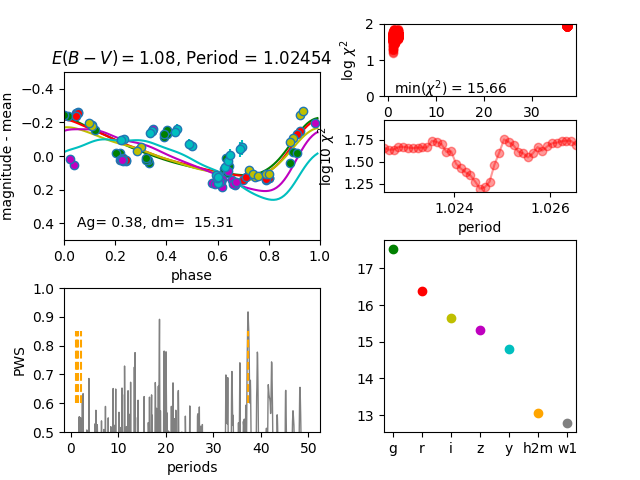 E(B − V) = 1.08, Period = 1.02454
magnitude - mean
−0.4
−0.2
0.0
0.2
0.4
Ag= 0.38, dm= 15.31
0.0 0.2 0.4 0.6 0.8 1.0
phase
log χ²
2
1
0
min(χ²) = 15.66
0 10 20 30
log10 χ²
1.75
1.50
1.25
1.024 1.026
period
PWS
1.0
0.9
0.8
0.7
0.6
0.5
0 10 20 30 40 50
periods
17
16
15
14
13
g r i z y h2m w1